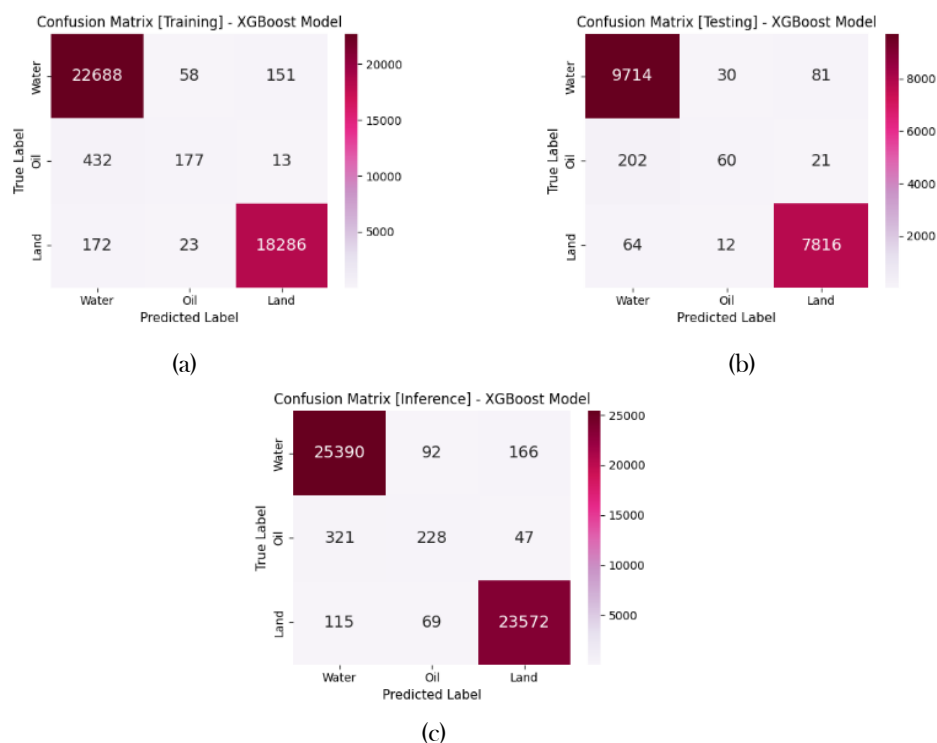 Confusion Matrix [Training] - XGBoost Model
True Label
Water
Oil
Land
22688 58 151
432 177 13
172 23 18286
Water Oil Land
Predicted Label
20000
15000
10000
5000
(a)
Confusion Matrix [Testing] - XGBoost Model
True Label
Water
Oil
Land
9714 30 81
202 60 21
64 12 7816
Water Oil Land
Predicted Label
8000
6000
4000
2000
(b)
Confusion Matrix [Inference] - XGBoost Model
True Label
Water
Oil
Land
25390 92 166
321 228 47
115 69 23572
Water Oil Land
Predicted Label
25000
20000
15000
10000
5000
(c)